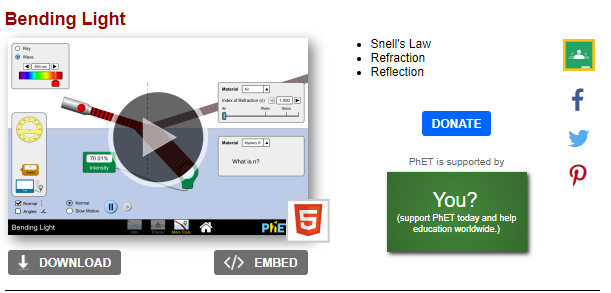 Bending Light
Ray
Wave
Material
Air
Index of Refraction (n)
1.000
Air
Water
Glass
Material
Mystery B
What is n?
70.01%
Intensity
Normal
Angles
Normal
Slow Motion
Bending Light
Intro
Prisms
More Tools
PhET
5
DOWNLOAD
</> EMBED
Snell's Law
Refraction
Reflection
DONATE
PhET is supported by
You?
(support PhET today and help
education worldwide.)